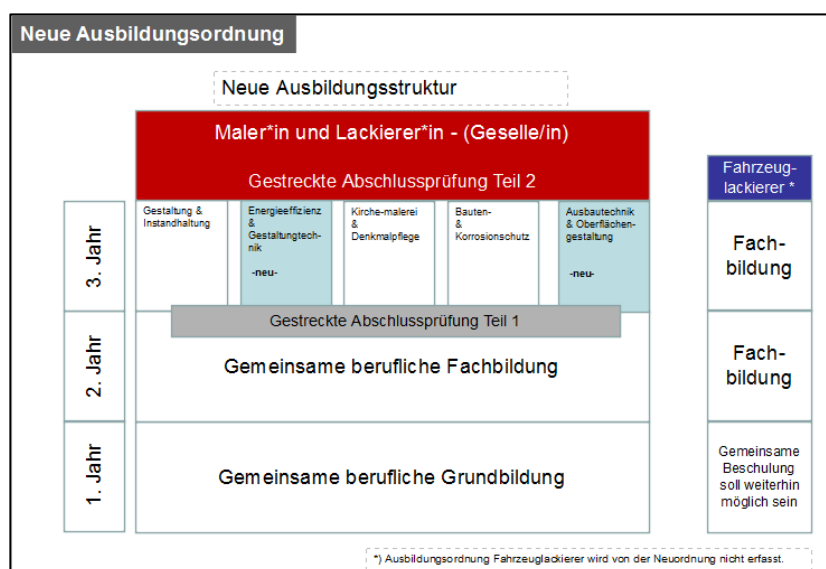 Neue Ausbildungsordnung
Neue Ausbildungsstruktur
Maler*in und Lackierer*in - (Geselle/in)
Gestreckte Abschlussprüfung Teil 2
Fahrzeug-
lackierer *
3. Jahr
Gestaltung &
Instandhaltung
Energieeffizienz
&
Gestaltungtech-
nik
-neu-
Kirche-malerei
&
Denkmalpflege
Bauten-
&
Korrosionschutz
Ausbautechnik
& Oberflächen-
gestaltung
-neu-
Fach-
bildung
Gestreckte Abschlussprüfung Teil 1
2. Jahr
Gemeinsame berufliche Fachbildung
Fach-
bildung
1. Jahr
Gemeinsame berufliche Grundbildung
Gemeinsame
Beschulung
soll weiterhin
möglich sein
*) Ausbildungsordnung Fahrzeuglackierer wird von der Neuordnung nicht erfasst.